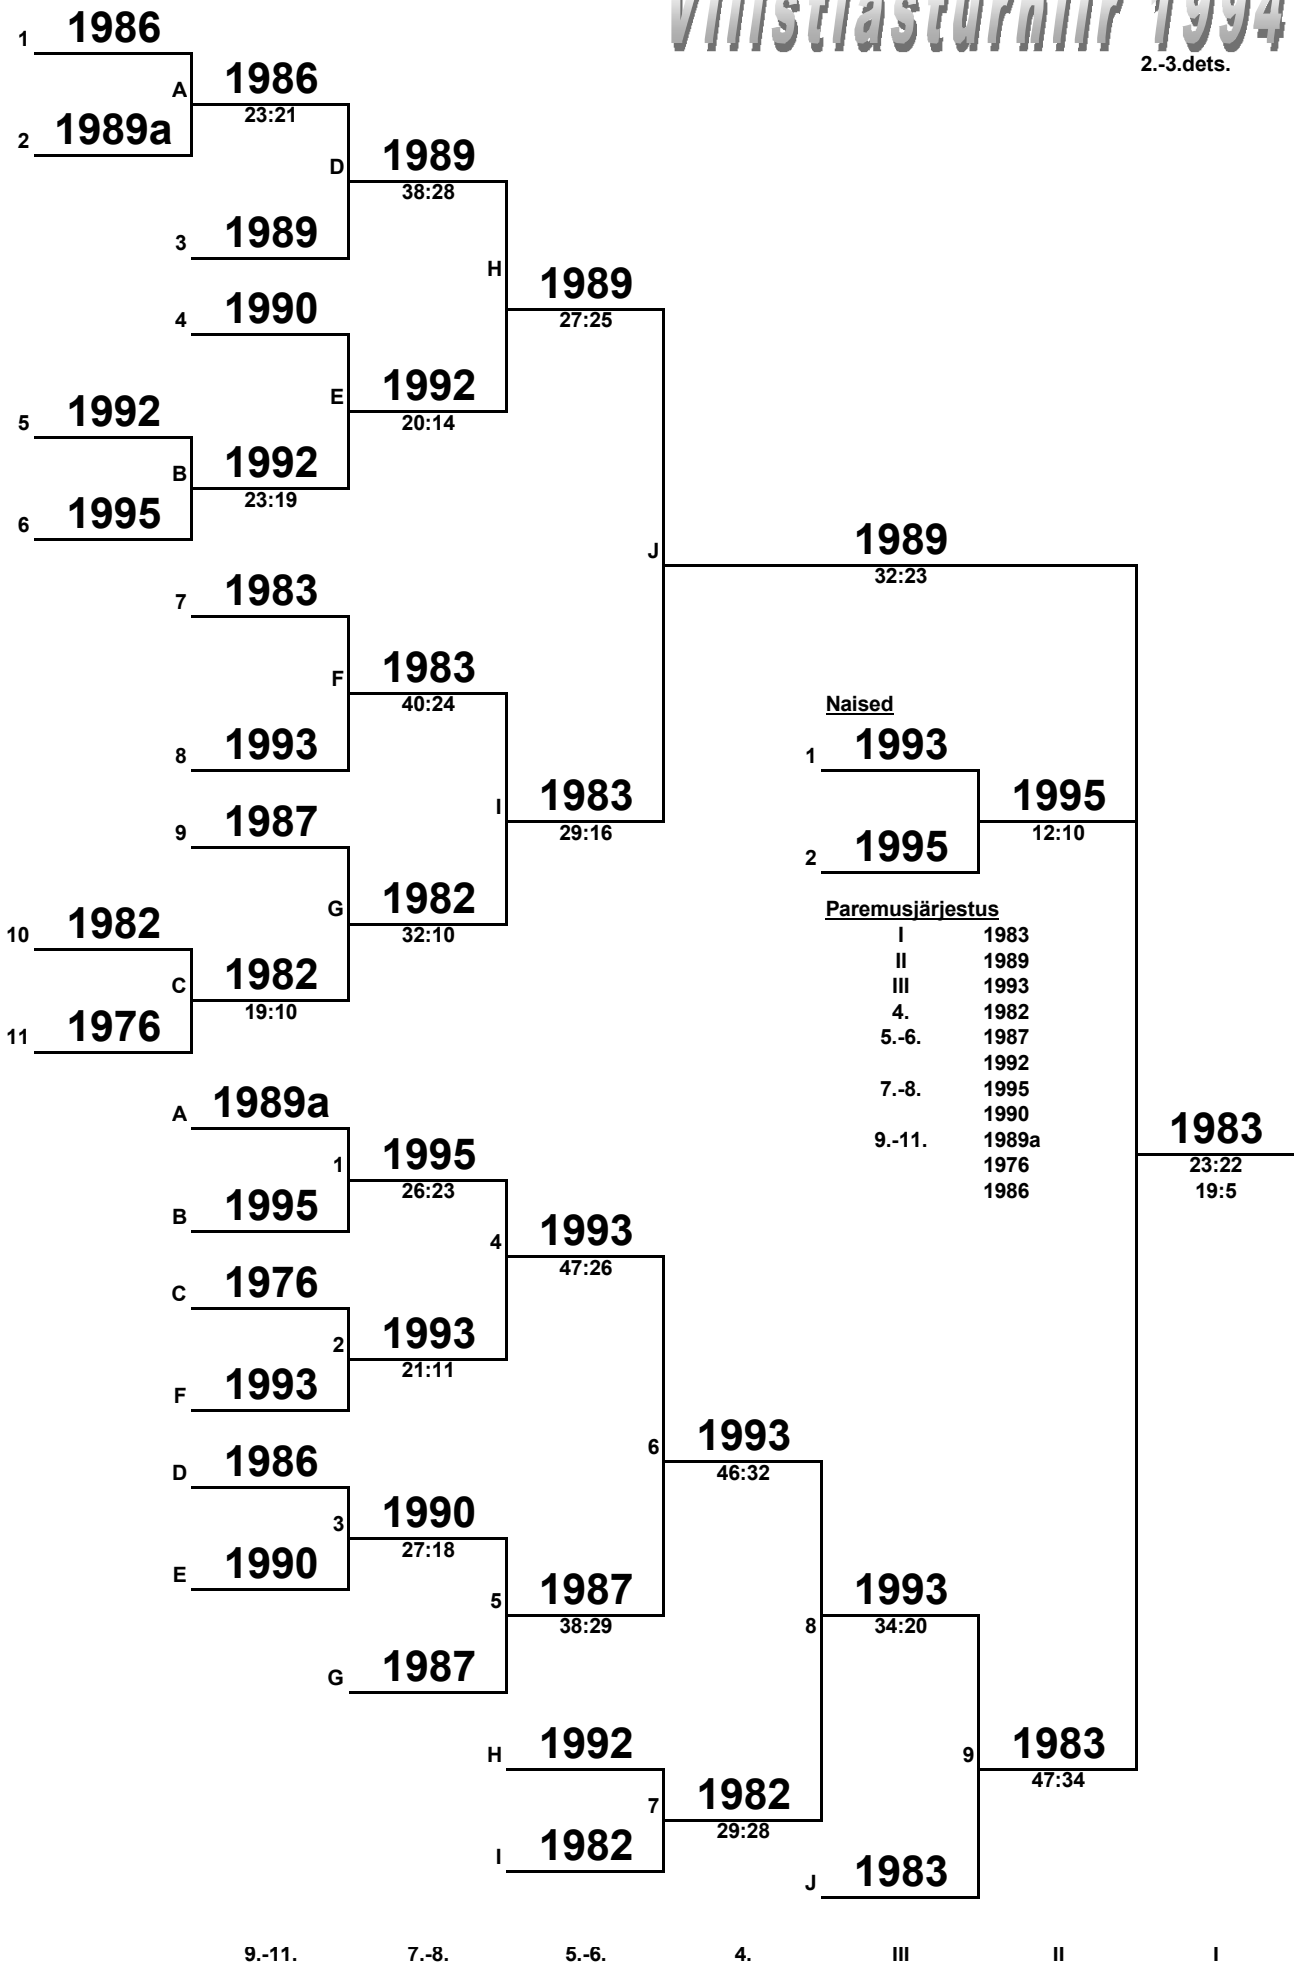 Vilistlasturniir 1994
2.-3.dets.
1 1986
A 1986
23:21
2 1989a
D 1989
38:28
3 1989
H 1989
27:25
4 1990
E 1992
20:14
5 1992
B 1992
23:19
6 1995
J 1989
32:23
7 1983
F 1983
40:24
8 1993
I 1983
29:16
9 1987
G 1982
32:10
10 1982
C 1982
19:10
11 1976
Naised
1 1993
1995
12:10
2 1995
Paremusjärjestus
I 1983
II 1989
III 1993
4. 1982
5.-6. 1987
1992
7.-8. 1995
1990
9.-11. 1989a
1976
1986
1983
23:22
19:5
A 1989a
1 1995
26:23
B 1995
4 1993
47:26
C 1976
2 1993
21:11
F 1993
6 1993
46:32
D 1986
3 1990
27:18
E 1990
5 1987
38:29
G 1987
8 1993
34:20
H 1992
7 1982
29:28
I 1982
9 1983
47:34
J 1983
9.-11. 7.-8. 5.-6. 4. III II I